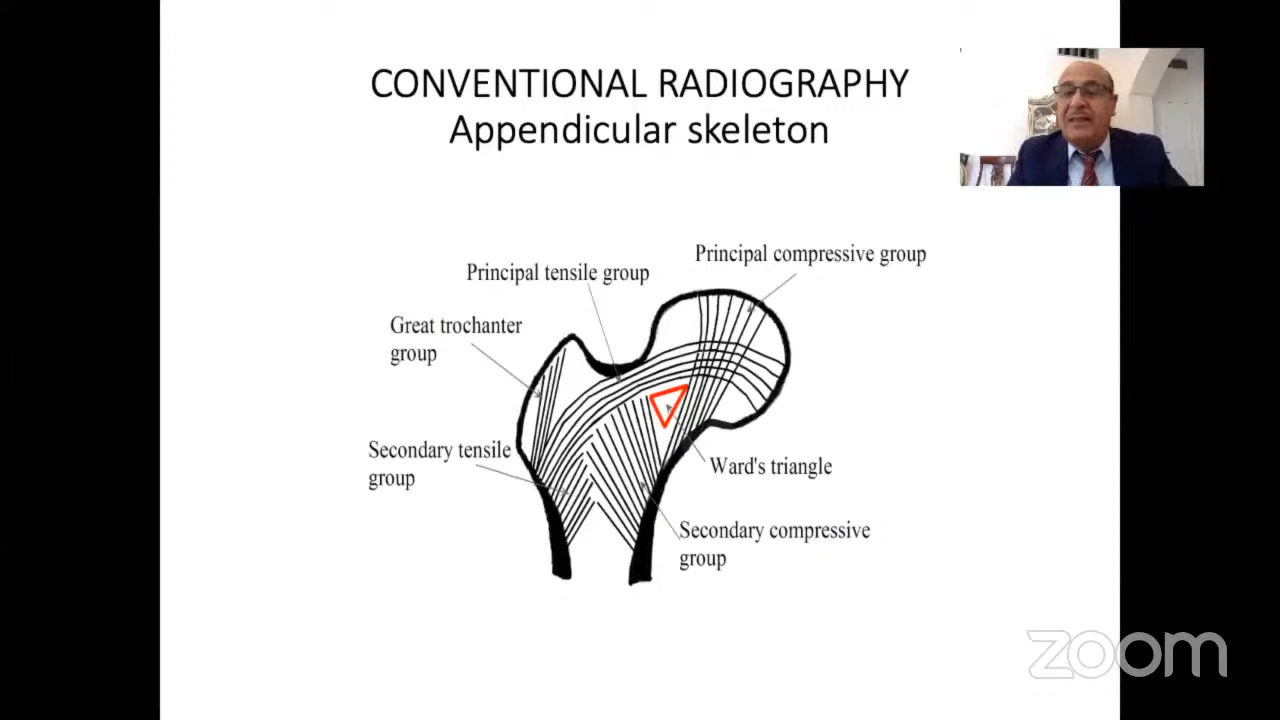 CONVENTIONAL RADIOGRAPHY
Appendicular skeleton
Principal compressive group
Principal tensile group
Great trochanter
group
Secondary tensile
group
Ward's triangle
Secondary compressive
group
zoom